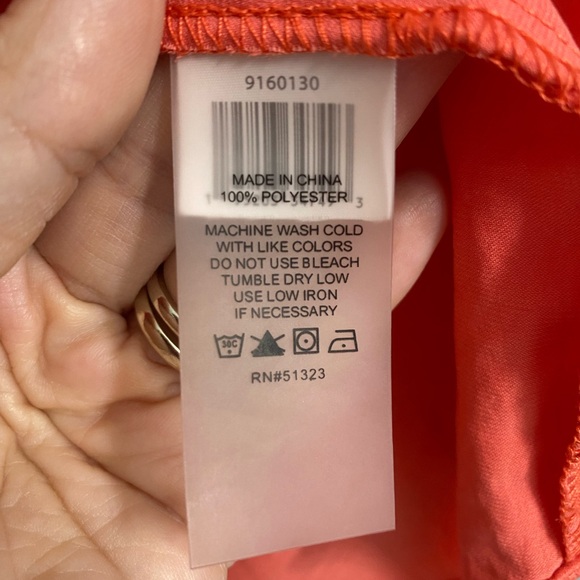 9160130
MADE IN CHINA
100% POLYESTER
3
MACHINE WASH COLD
WITH LIKE COLORS
DO NOT USE BLEACH
TUMBLE DRY LOW
USE LOW IRON
IF NECESSARY
30C
RN#51323